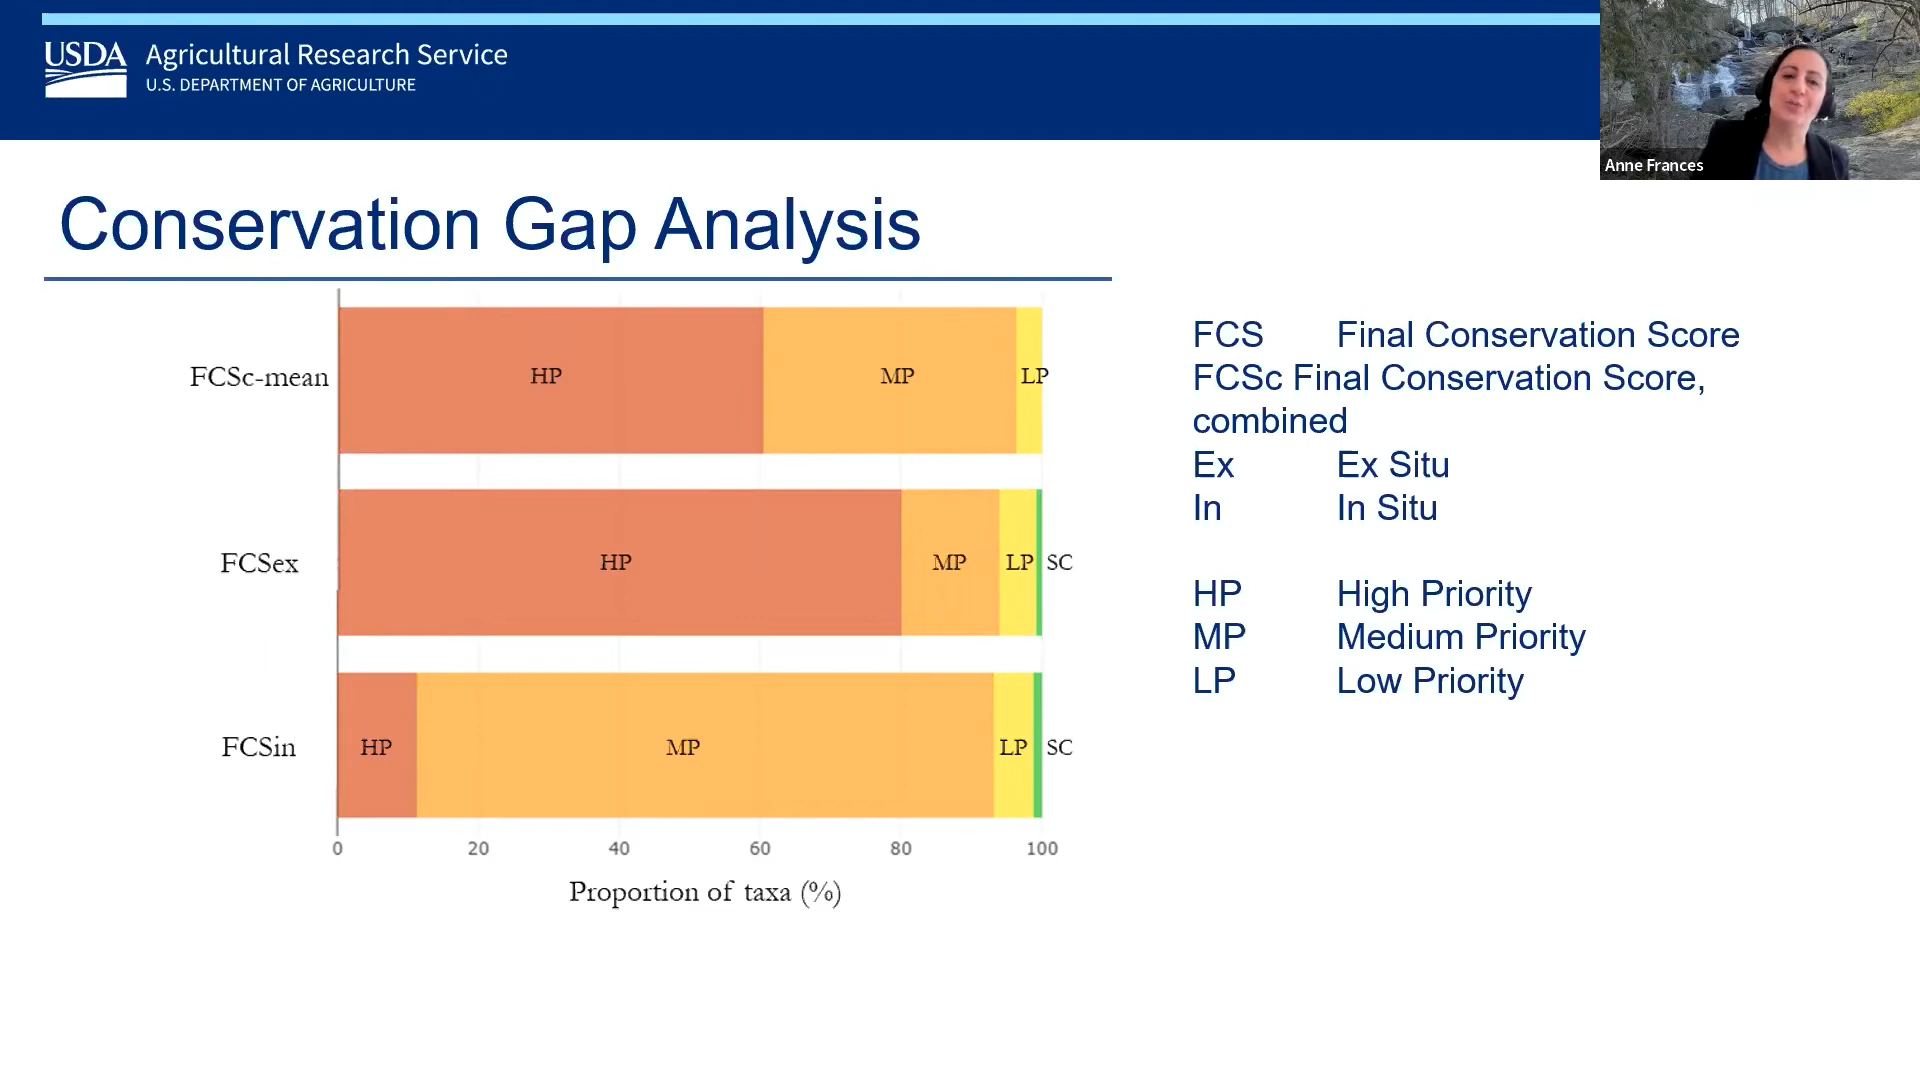 USDA Agricultural Research Service
U.S. DEPARTMENT OF AGRICULTURE
Anne Frances
Conservation Gap Analysis
FCSc-mean HP MP LP
FCSex HP MP LP SC
FCSin HP MP LP SC
0 20 40 60 80 100
Proportion of taxa (%)
FCS Final Conservation Score
FCSc Final Conservation Score,
combined
Ex Ex Situ
In In Situ
HP High Priority
MP Medium Priority
LP Low Priority